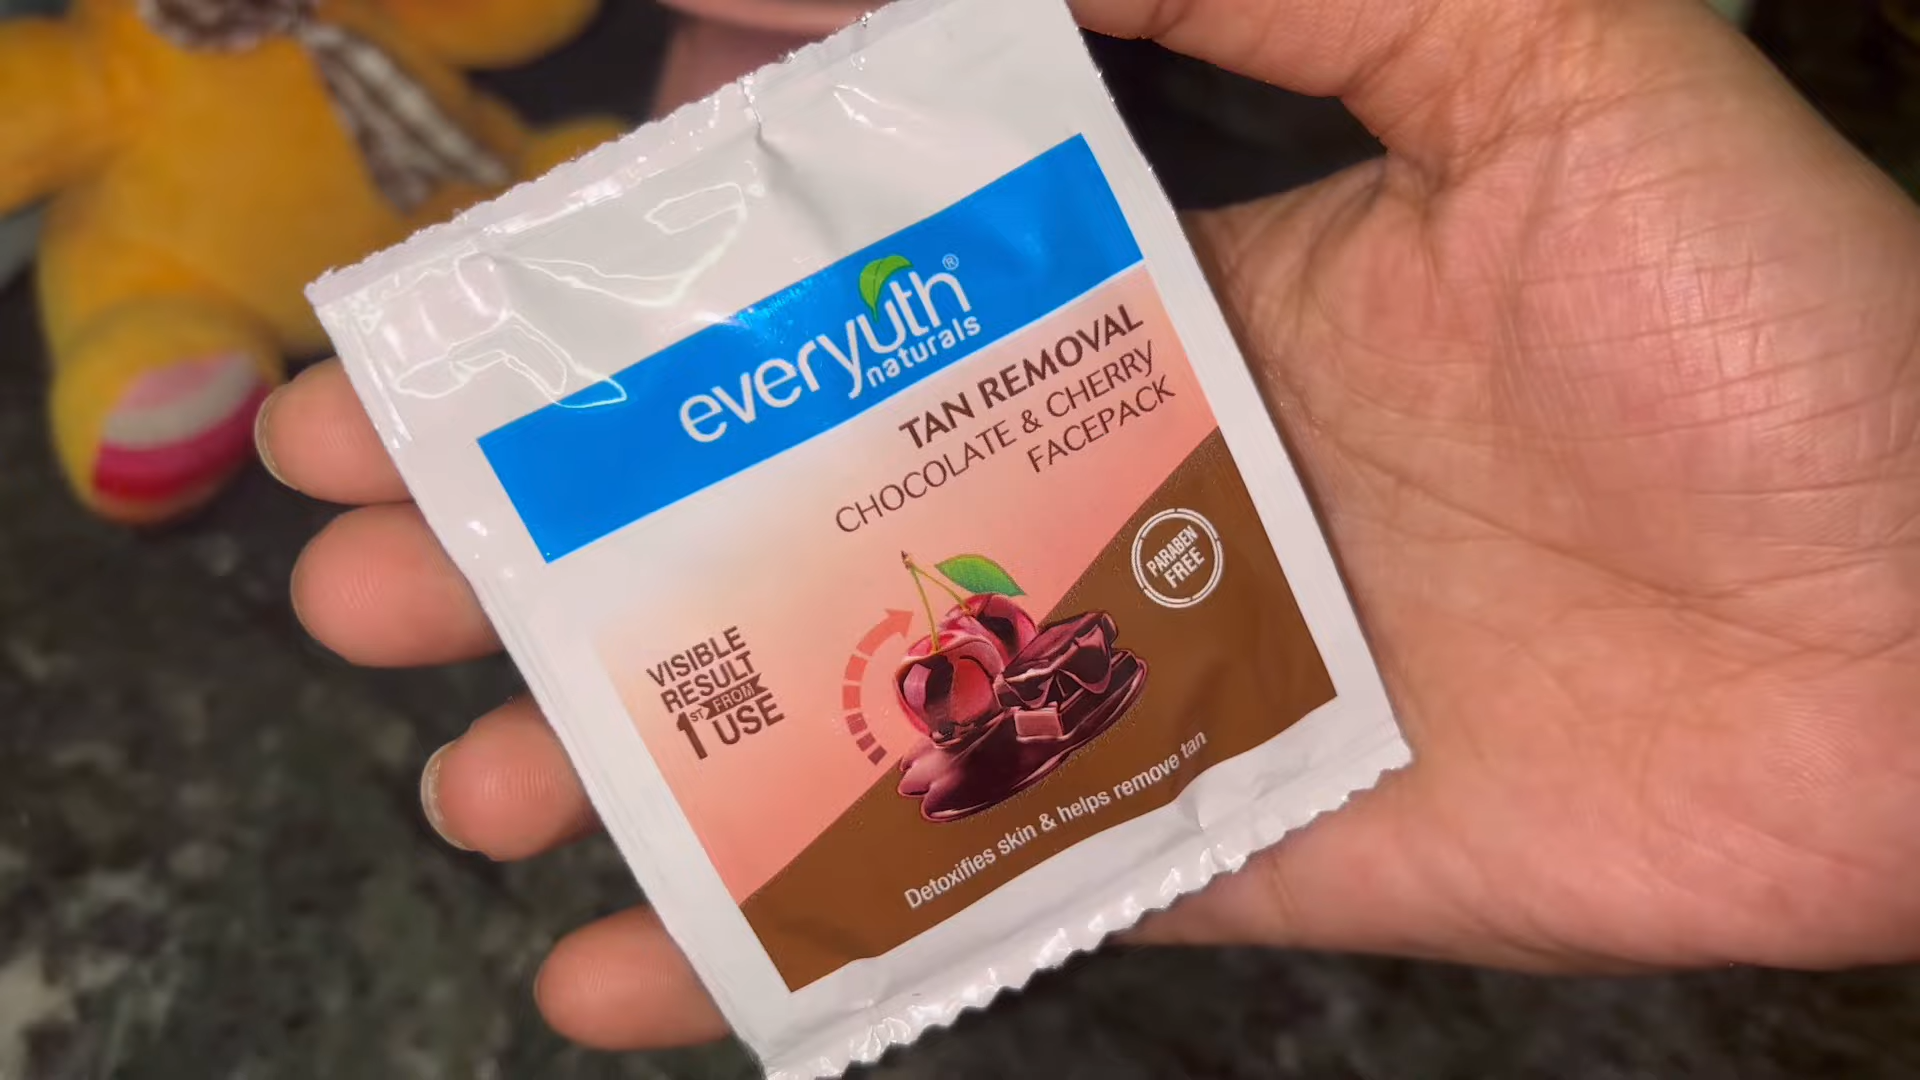 everyuth®
naturals
TAN REMOVAL
CHOCOLATE & CHERRY
FACEPACK
PARABEN
FREE
VISIBLE
RESULT
1ST FROM
USE
Detoxifies skin & helps remove tan